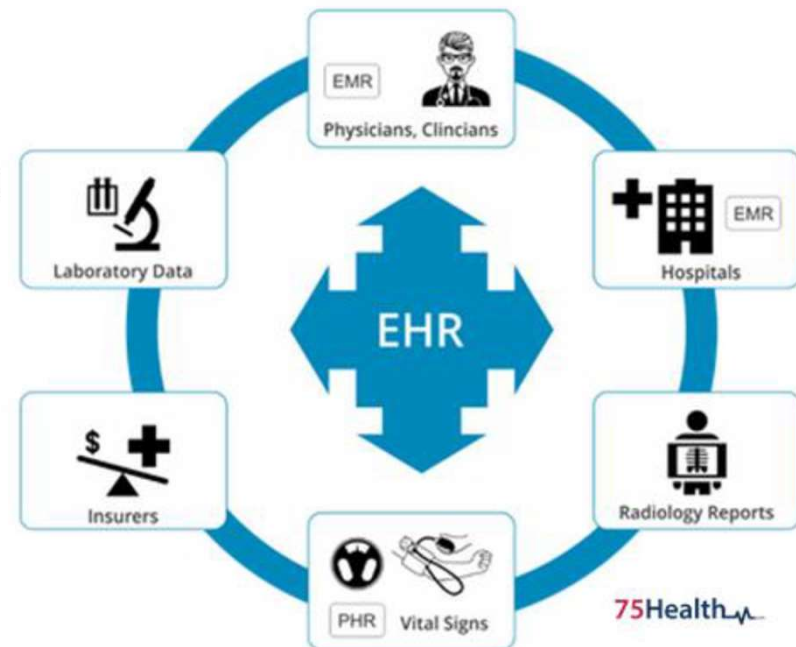 EMR
Physicians, Clincians
Laboratory Data
EMR
Hospitals
EHR
$
Insurers
Radiology Reports
PHR Vital Signs
75Health